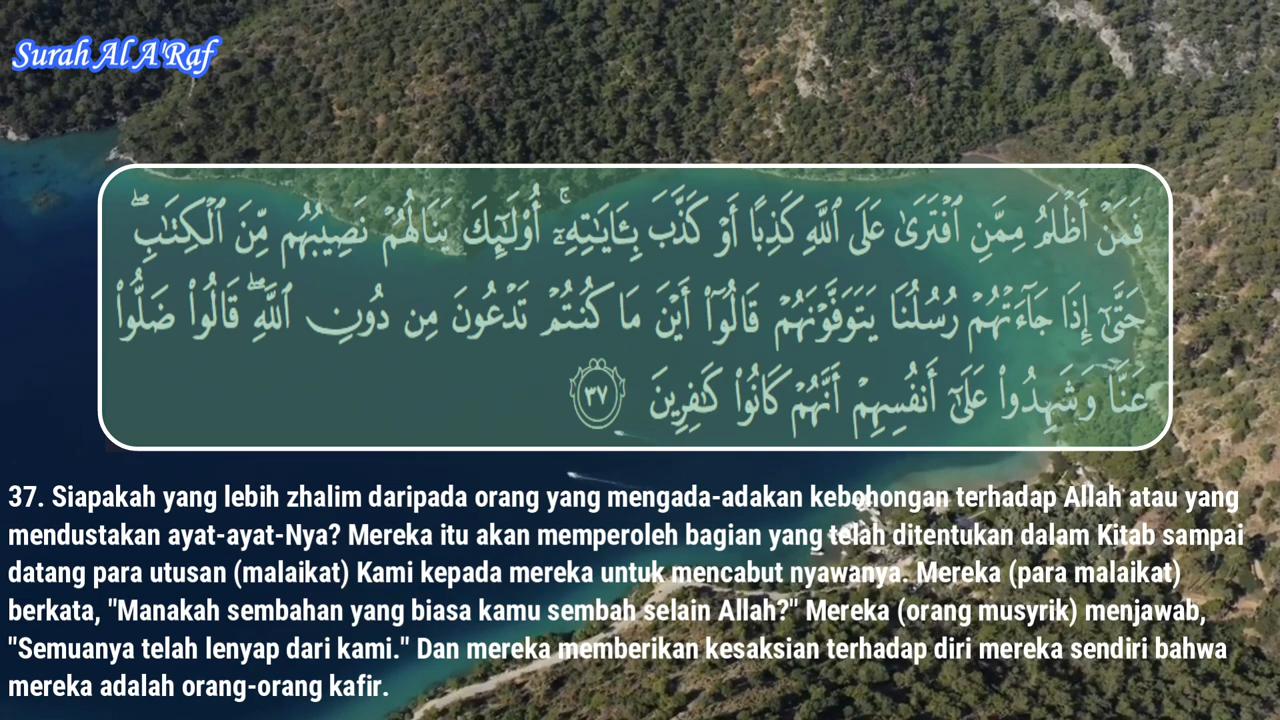 Surah Al A'Raf
فَمَنْ أَظْلَمُ مِمَّنِ ٱفْتَرَىٰ عَلَى ٱللَّهِ كَذِبًا أَوْ كَذَّبَ بِـَٔايَـٰتِهِۦٓ ۚ أُو۟لَـٰٓئِكَ يَنَالُهُمْ نَصِيبُهُم مِّنَ ٱلْكِتَـٰبِ ۖ
حَتَّىٰٓ إِذَا جَآءَتْهُمْ رُسُلُنَا يَتَوَفَّوْنَهُمْ قَالُوٓا۟ أَيْنَ مَا كُنتُمْ تَدْعُونَ مِن دُونِ ٱللَّهِ ۖ قَالُوا۟ ضَلُّوا۟
عَنَّا وَشَهِدُوا۟ عَلَىٰٓ أَنفُسِهِمْ أَنَّهُمْ كَانُوا۟ كَـٰفِرِينَ ٣٧
37. Siapakah yang lebih zhalim daripada orang yang mengada-adakan kebohongan terhadap Allah atau yang
mendustakan ayat-ayat-Nya? Mereka itu akan memperoleh bagian yang telah ditentukan dalam Kitab sampai
datang para utusan (malaikat) Kami kepada mereka untuk mencabut nyawanya. Mereka (para malaikat)
berkata, "Manakah sembahan yang biasa kamu sembah selain Allah?" Mereka (orang musyrik) menjawab,
"Semuanya telah lenyap dari kami." Dan mereka memberikan kesaksian terhadap diri mereka sendiri bahwa
mereka adalah orang-orang kafir.